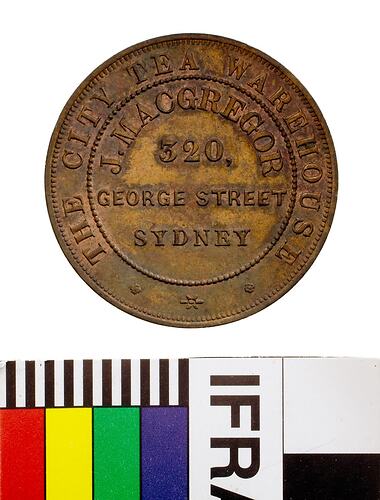 THE CITY TEA WAREHOUSE
J. MACGREGOR
320,
GEORGE STREET
SYDNEY
IFRA